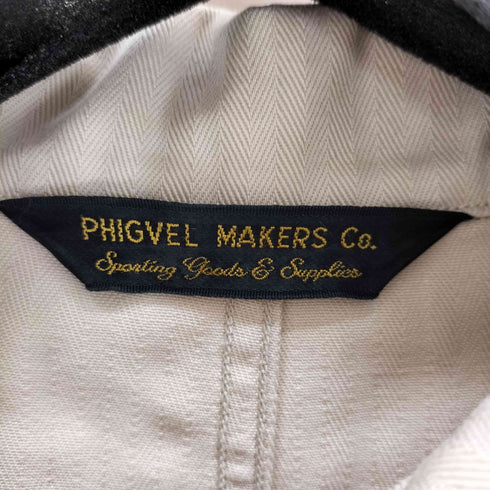 PHIGVEL MAKERS Co.
Sporting Goods & Supplies